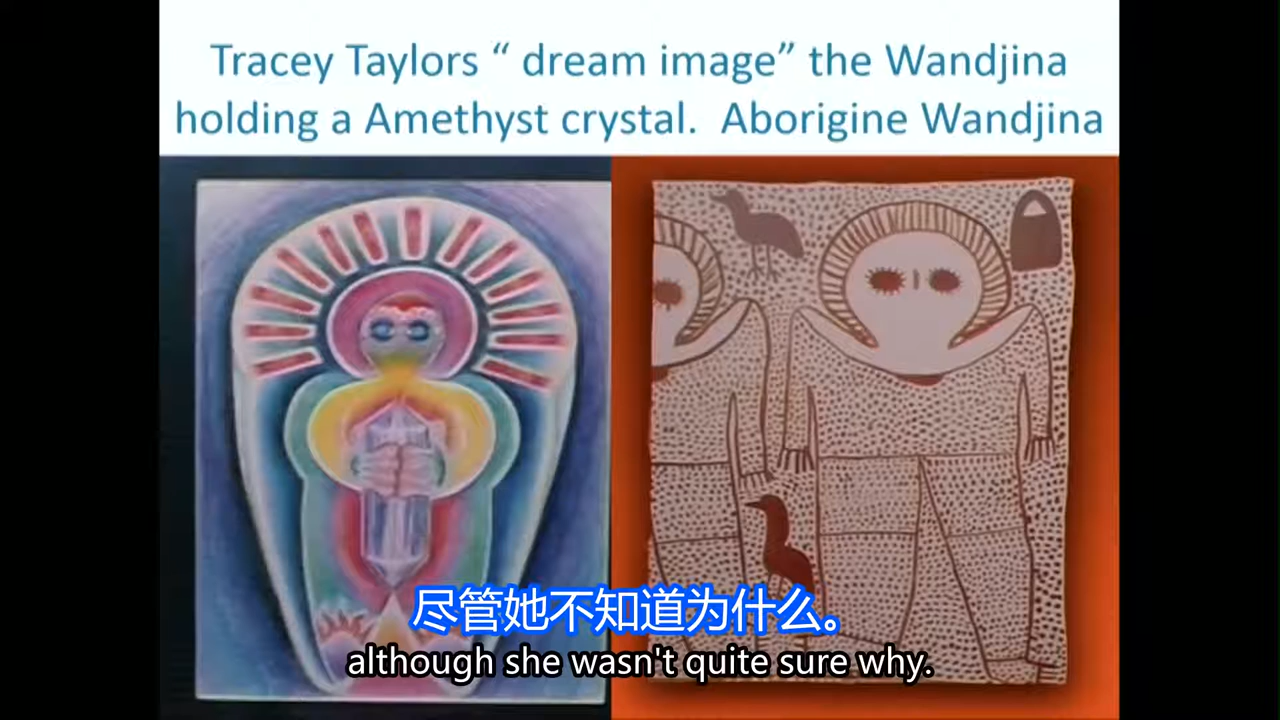 Tracey Taylors “ dream image” the Wandjina
holding a Amethyst crystal.  Aborigine Wandjina
尽管她不知道为什么。
although she wasn't quite sure why.